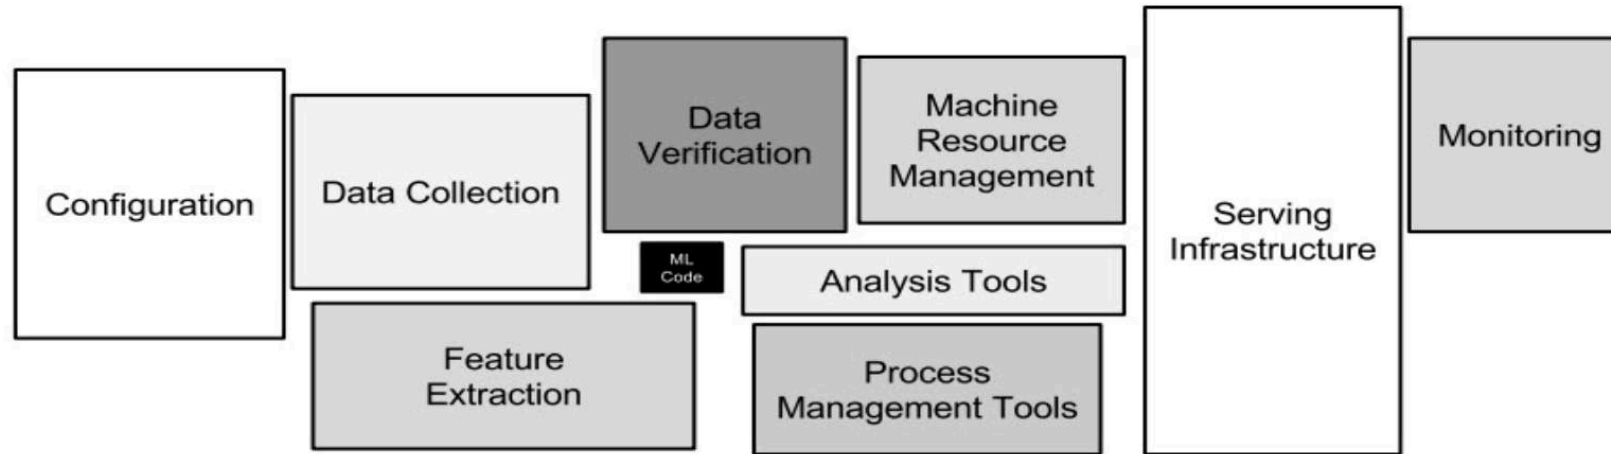 Configuration
Data Collection
Feature
Extraction
Data
Verification
ML
Code
Machine
Resource
Management
Analysis Tools
Process
Management Tools
Serving
Infrastructure
Monitoring